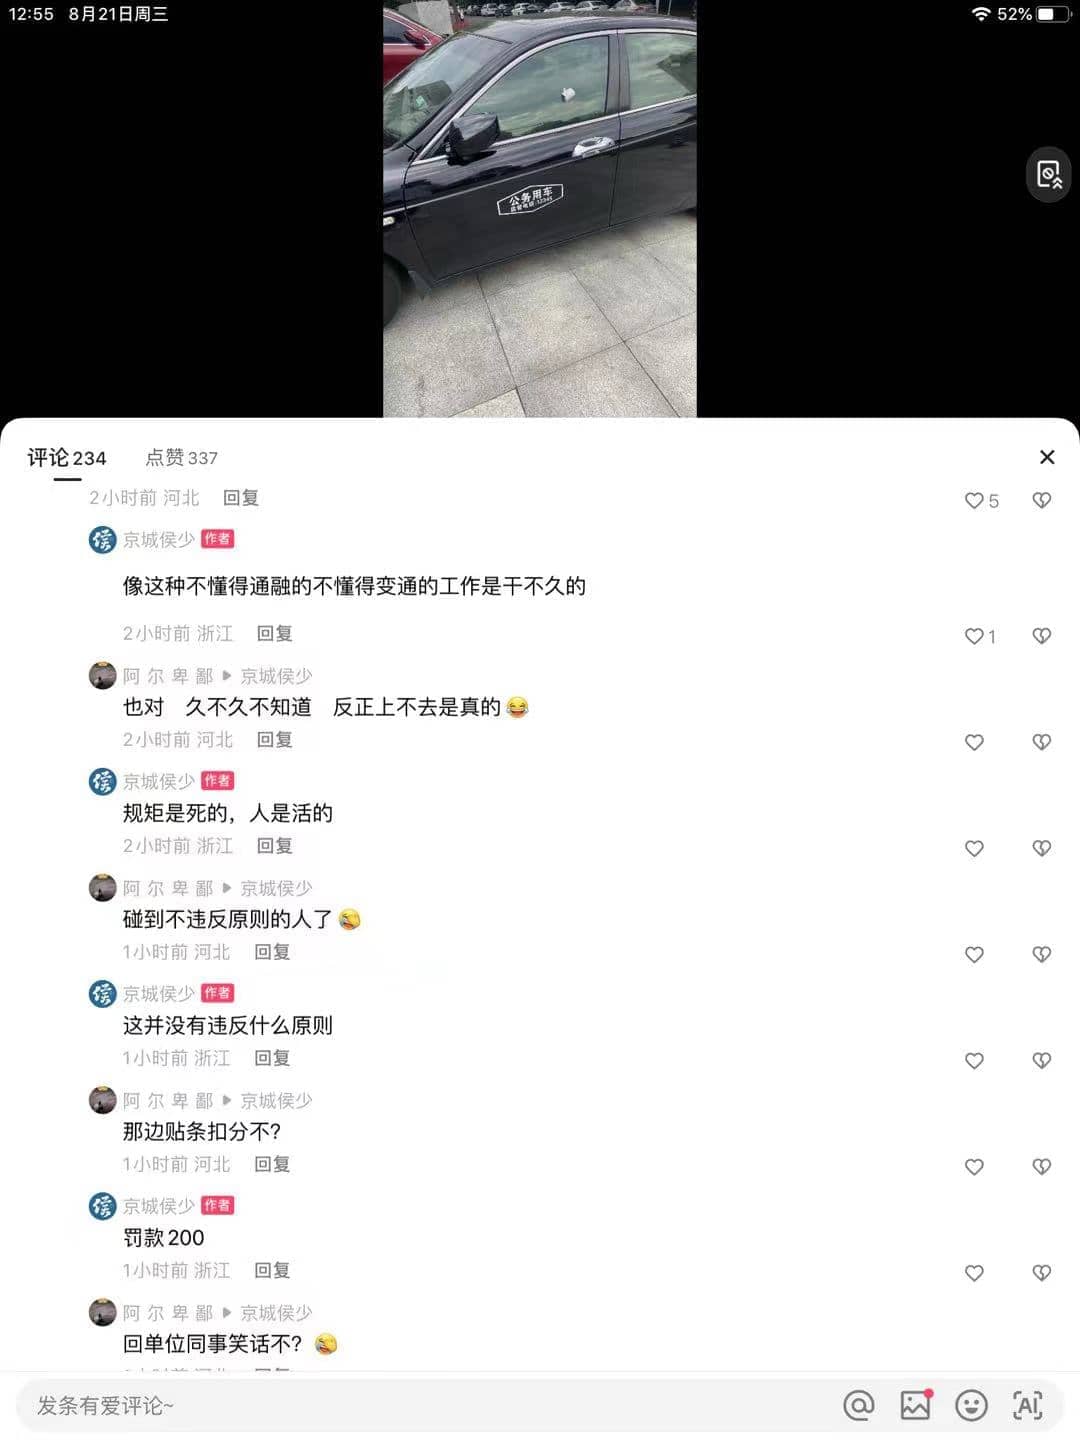 12:55 8月21日周三
52%
公务用车
监督电话:12345
评论 234
点赞 337
2小时前 河北 回复
5
京城侯少 作者
像这种不懂得通融的不懂得变通的工作是干不久的
2小时前 浙江 回复
1
阿尔卑鄙 ▶ 京城侯少
也对 久不久不知道 反正上不去是真的😂
2小时前 河北 回复
京城侯少 作者
规矩是死的，人是活的
2小时前 浙江 回复
阿尔卑鄙 ▶ 京城侯少
碰到不违反原则的人了
1小时前 河北 回复
京城侯少 作者
这并没有违反什么原则
1小时前 浙江 回复
阿尔卑鄙 ▶ 京城侯少
那边贴条扣分不？
1小时前 河北 回复
京城侯少 作者
罚款200
1小时前 浙江 回复
阿尔卑鄙 ▶ 京城侯少
回单位同事笑话不？
发条有爱评论~
AI